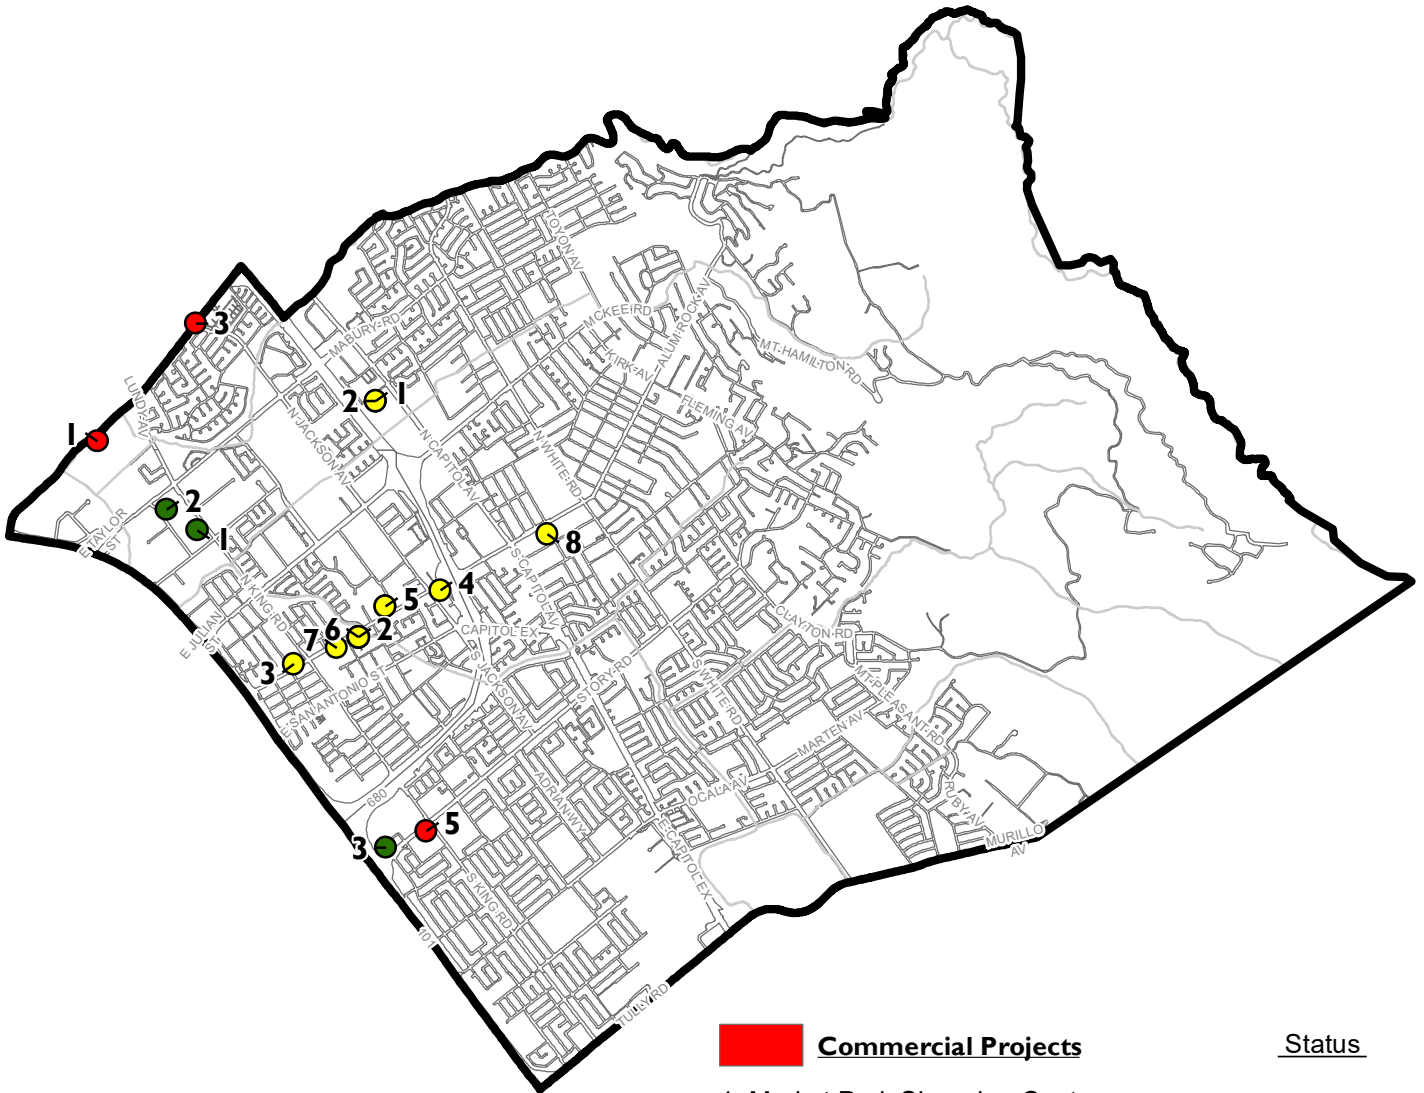 TOYON AV
MCKEE RD
ALUM ROCK AV
MABURY RD
3
KIRK AV
MT HAMILTON RD
LUNDY AV
2
1
FLEMING AV
N JACKSON AV
1
N CAPITOL AV
N WHITE RD
2
E TAYLOR
ST
1
8
S CAPITOL AV
4
N KING RD
5
E JULIAN
ST
CAPITOL EX
CLAYTON RD
7
6
2
3
S JACKSON AV
STORY RD
S WHITE RD
MT PLEASANT RD
E SAN ANTONIO ST
MARTEN AV
680
ADRIAN WY
OCALA AV
RUBY AV
5
3
E CAPITOL EX
MURILLO
AV
S KING RD
101
TULLY RD
Commercial Projects
Status